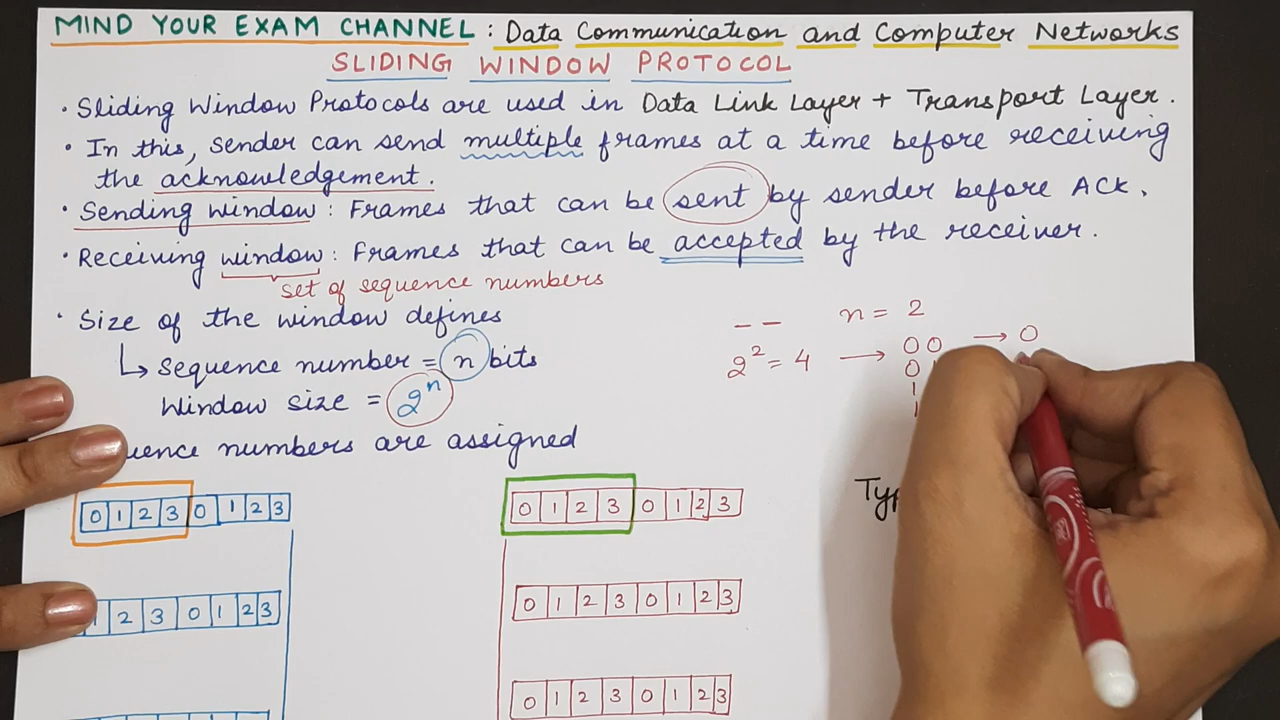 MIND YOUR EXAM CHANNEL : Data Communication and Computer Networks
SLIDING WINDOW PROTOCOL
· Sliding Window Protocols are used in Data Link Layer + Transport Layer.
· In this, sender can send multiple frames at a time before receiving
the acknowledgement.
· Sending window : Frames that can be sent by sender before ACK.
· Receiving window : Frames that can be accepted by the receiver.
set of sequence numbers
· Size of the window defines
↳ Sequence number = n bits
Window size = 2ⁿ
uence numbers are assigned
— — n = 2
2² = 4 → 00 → 0
0
1
1
0 1 2 3 0 1 2 3
0 1 2 3 0 1 2 3
Typ
1 2 3 0 1 2 3
0 1 2 3 0 1 2 3
0 1 2 3 0 1 2 3